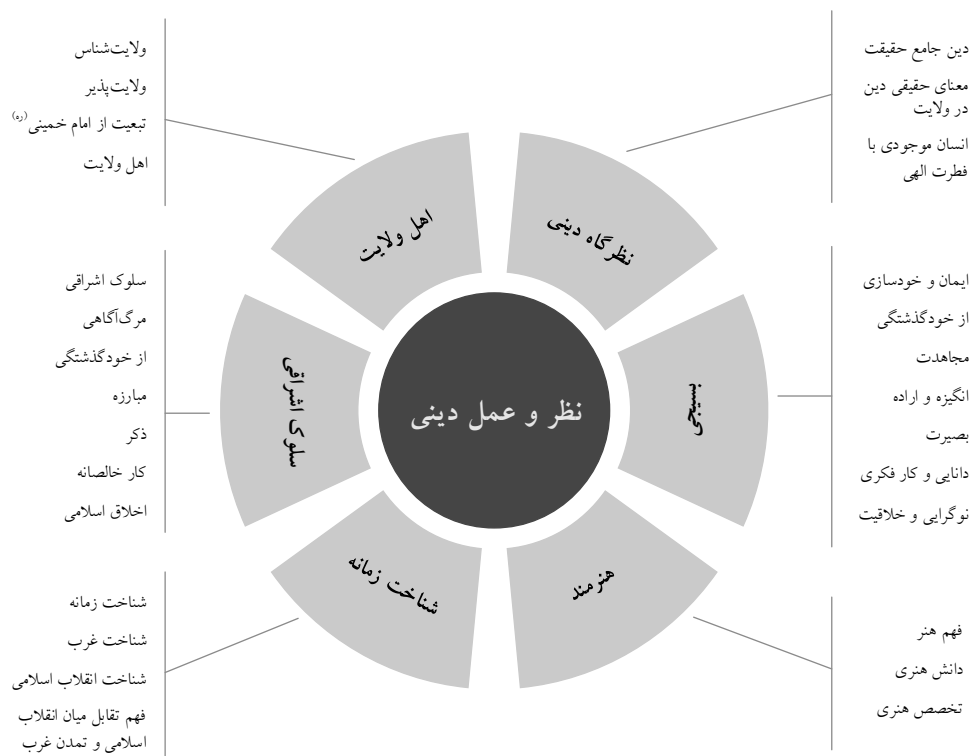 دین جامع حقیقت
معنای حقیقی دین
در ولایت
انسان موجودی با
فطرت الهی
ایمان و خودسازی
از خودگذشتگی
مجاهدت
انگیزه و اراده
بصیرت
دانایی و کار فکری
نوگرایی و خلاقیت
فهم هنر
دانش هنری
تخصص هنری
نظرگاه دینی
بسیجی
هنرمند
نظر و عمل دینی
اهل ولایت
سلوک اشراقی
شناخت زمانه
ولایت‌شناس
ولایت‌پذیر
تبعیت از امام خمینی(ره)
اهل ولایت
سلوک اشراقی
مرگ‌آگاهی
از خودگذشتگی
مبارزه
ذکر
کار خالصانه
اخلاق اسلامی
شناخت زمانه
شناخت غرب
شناخت انقلاب اسلامی
فهم تقابل میان انقلاب
اسلامی و تمدن غرب